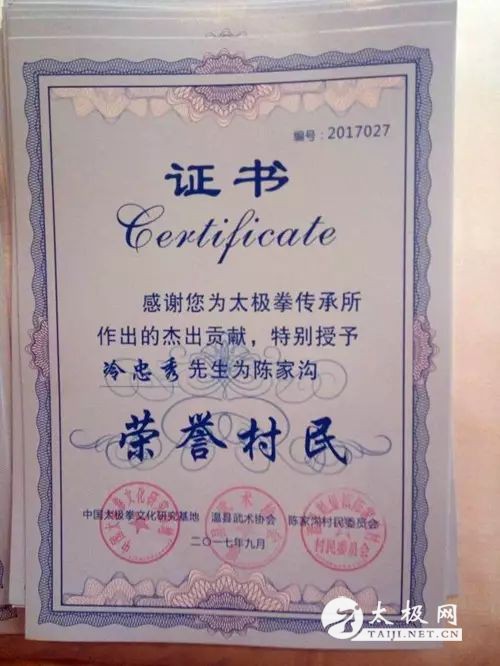 编号：2017027
证书
Certificate
感谢您为太极拳传承所
作出的杰出贡献，特别授予
冷忠秀先生为陈家沟
荣誉村民
中国太极拳文化研究基地 温县武术协会 陈家沟村民委员会
二〇一七年九月
太极网
TAIJI.NET.CN